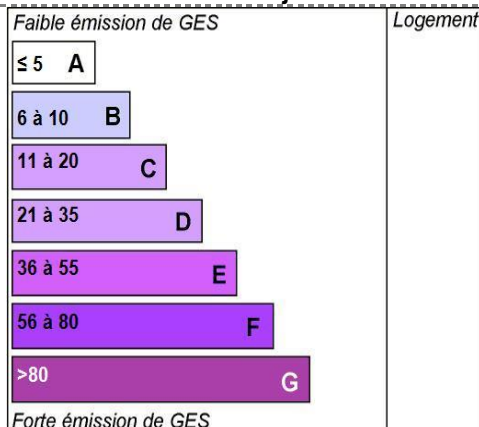 Faible émission de GES
Logement
≤ 5 A
6 à 10 B
11 à 20 C
21 à 35 D
36 à 55 E
56 à 80 F
>80 G
Forte émission de GES